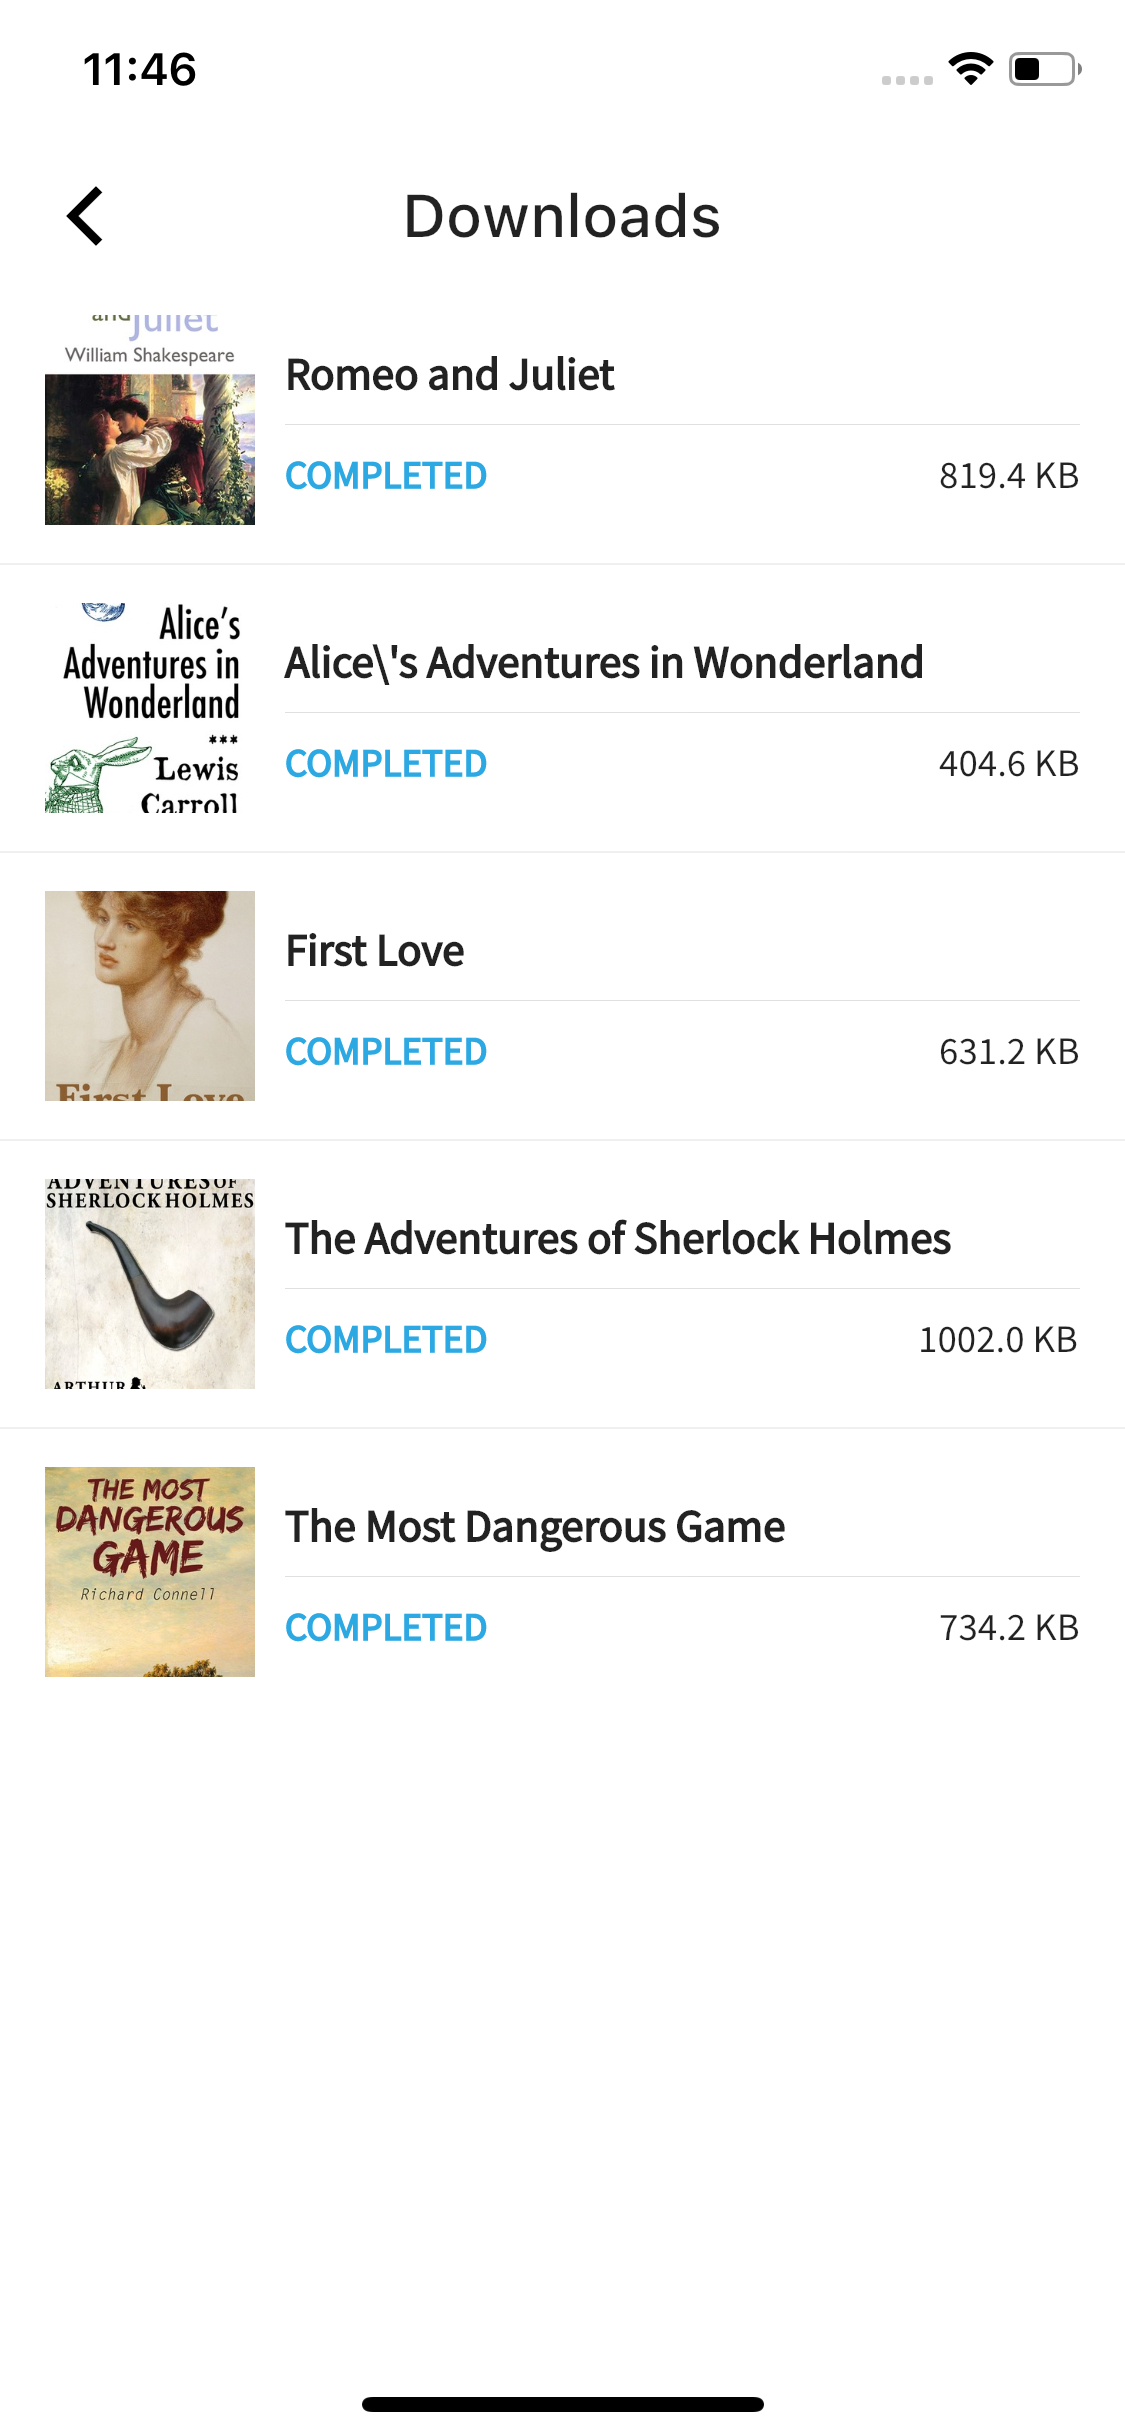 11:46
Downloads
and Juliet
William Shakespeare
Romeo and Juliet
COMPLETED
819.4 KB
Alice's
Adventures in
Wonderland
***
Lewis
Carroll
Alice\'s Adventures in Wonderland
COMPLETED
404.6 KB
First Love
First Love
COMPLETED
631.2 KB
ADVENTURES OF
SHERLOCK HOLMES
ARTHUR
The Adventures of Sherlock Holmes
COMPLETED
1002.0 KB
THE MOST
DANGEROUS
GAME
Richard Connell
The Most Dangerous Game
COMPLETED
734.2 KB